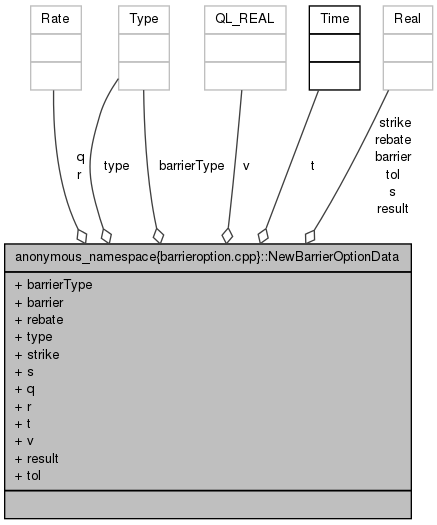 Rate
Type
QL_REAL
Time
Real
q
r
type
barrierType
v
t
strike
rebate
barrier
tol
s
result
anonymous_namespace{barrieroption.cpp}::NewBarrierOptionData
+ barrierType
+ barrier
+ rebate
+ type
+ strike
+ s
+ q
+ r
+ t
+ v
+ result
+ tol